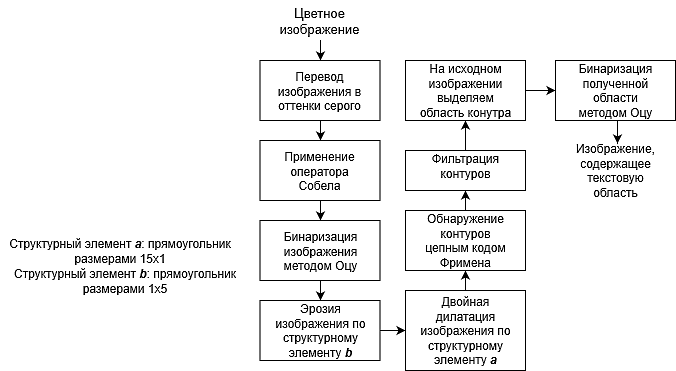 Цветное
изображение
Перевод
изображения в
оттенки серого
Применение
оператора
Собела
Бинаризация
изображения
методом Оцу
Эрозия
изображения по
структурному
элементу b
Двойная
дилатация
изображения по
структурному
элементу a
Обнаружение
контуров
цепным кодом
Фримена
Фильтрация
контуров
На исходном
изображении
выделяем
область конутра
Бинаризация
полученной
области
методом Оцу
Изображение,
содержащее
текстовую
область
Структурный элемент a: прямоугольник
размерами 15x1
Структурный элемент b: прямоугольник
размерами 1x5